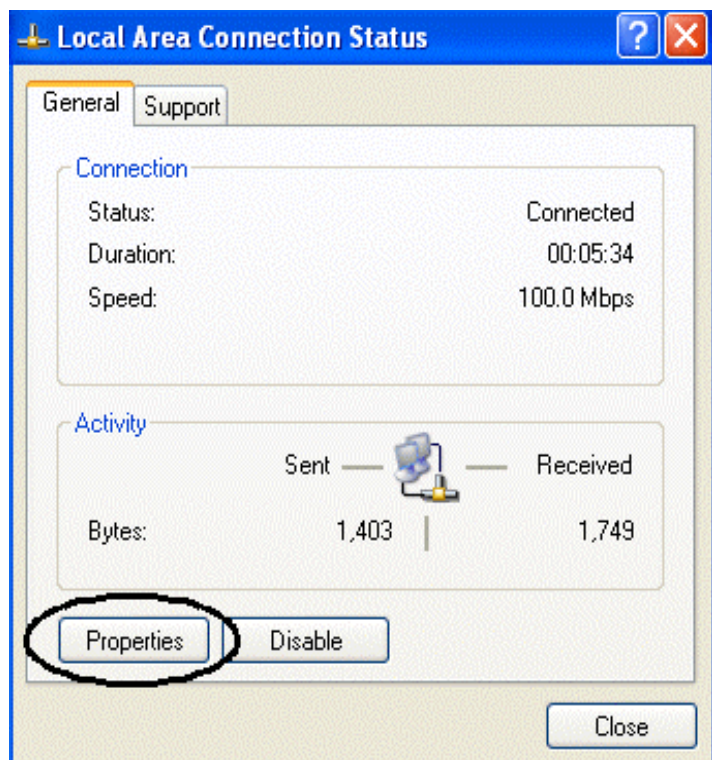 Local Area Connection Status
General Support
Connection
Status: Connected
Duration: 00:05:34
Speed: 100.0 Mbps
Activity
Sent Received
Bytes: 1,403 1,749
Properties Disable
Close